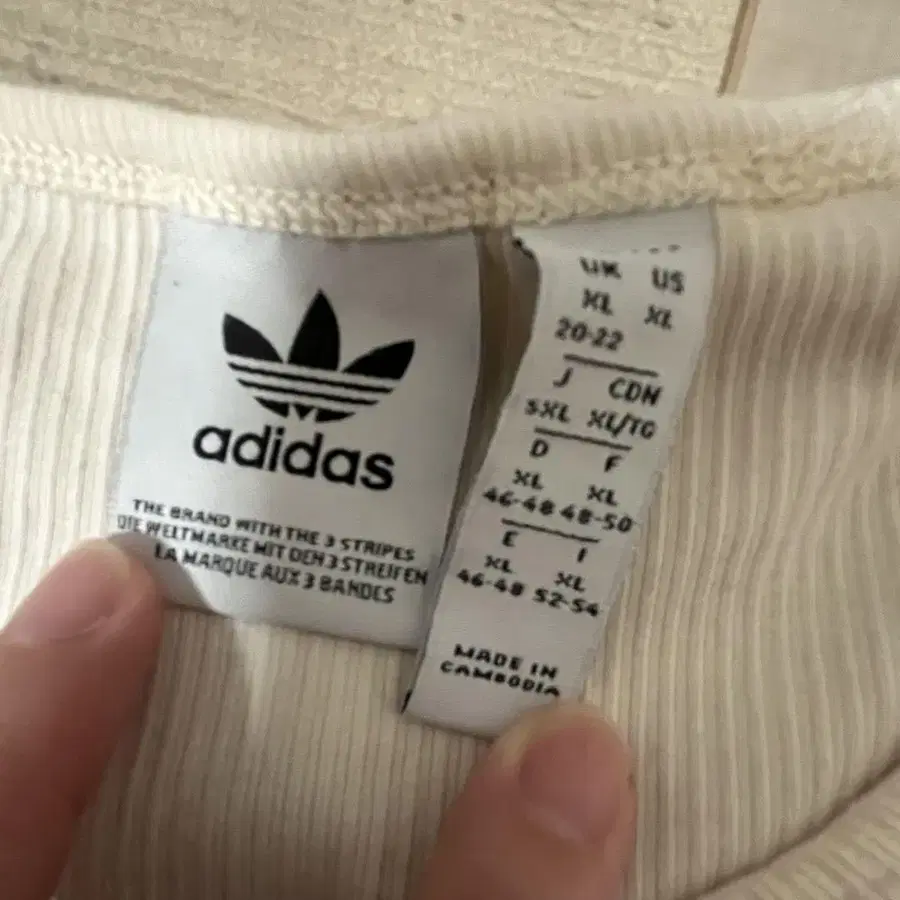 adidas
THE BRAND WITH THE 3 STRIPES
DIE WELTMARKE MIT DEN 3 STREIFEN
LA MARQUE AUX 3 BANDES
UK US
XL XL
20-22
J CDN
5XL XL/TG
D F
XL XL
46-48 48-50
E I
XL XL
46-48 52-54
MADE IN
CAMBODIA